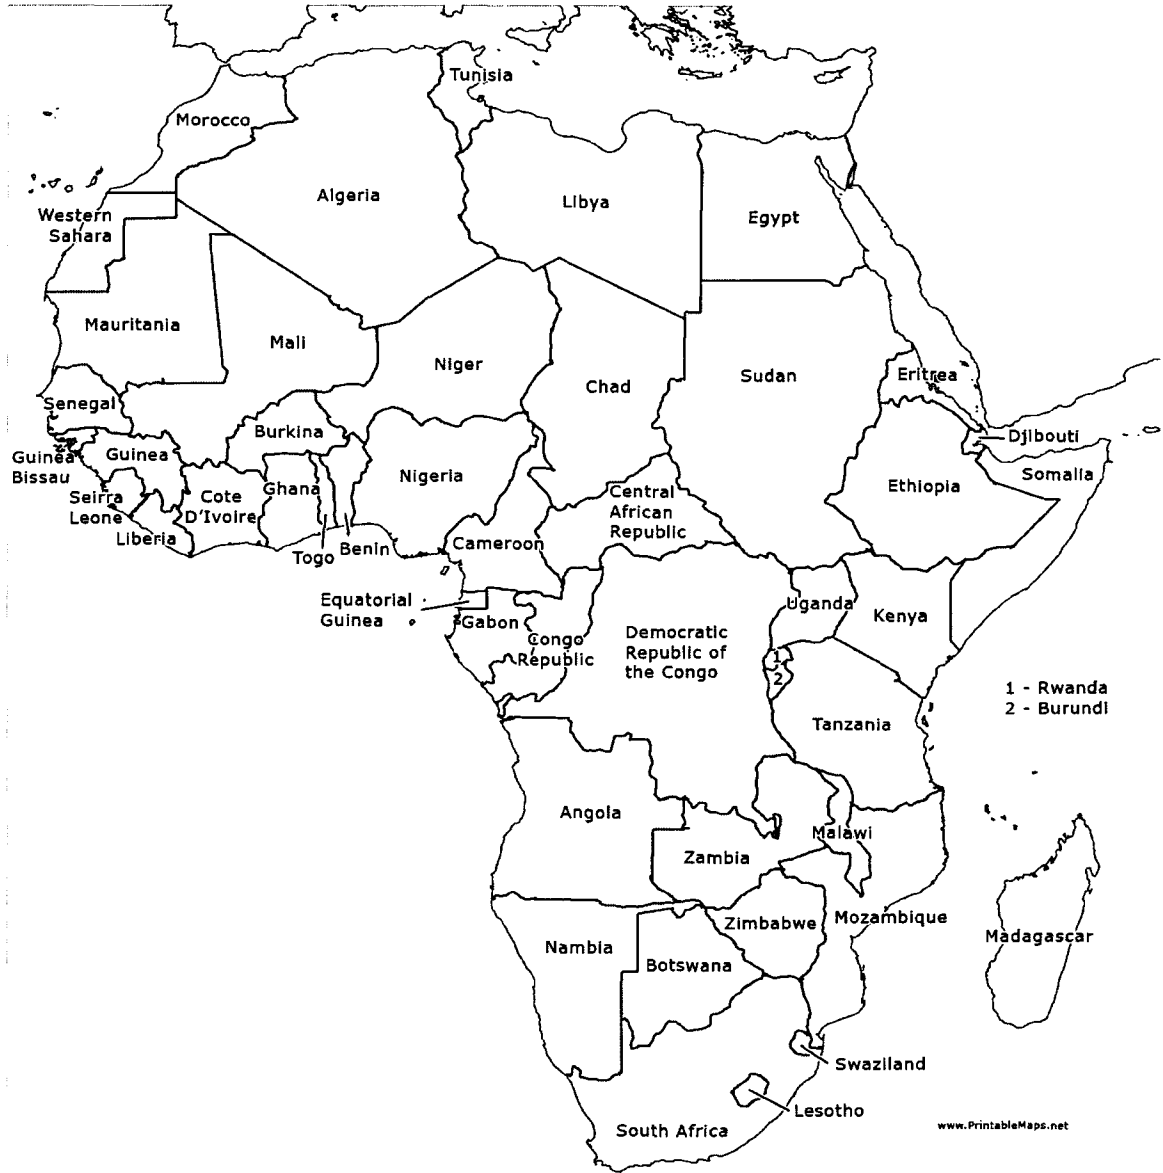 Tunisia
Morocco
Algeria
Libya
Egypt
Western
Sahara
Mauritania
Mali
Niger
Chad
Sudan
Eritrea
Senegal
Burkina
Djibouti
Guinea
Bissau
Guinea
Nigeria
Somalia
Ethiopia
Seirra
Leone
Cote
D'Ivoire
Ghana
Central
African
Republic
Liberia
Togo
Benin
Cameroon
Equatorial
Guinea
Gabon
Uganda
Kenya
Congo
Republic
Democratic
Republic of
the Congo
1
2
1 - Rwanda
2 - Burundi
Tanzania
Angola
Malawi
Zambia
Mozambique
Zimbabwe
Madagascar
Nambia
Botswana
Swaziland
Lesotho
South Africa
www.PrintableMaps.net